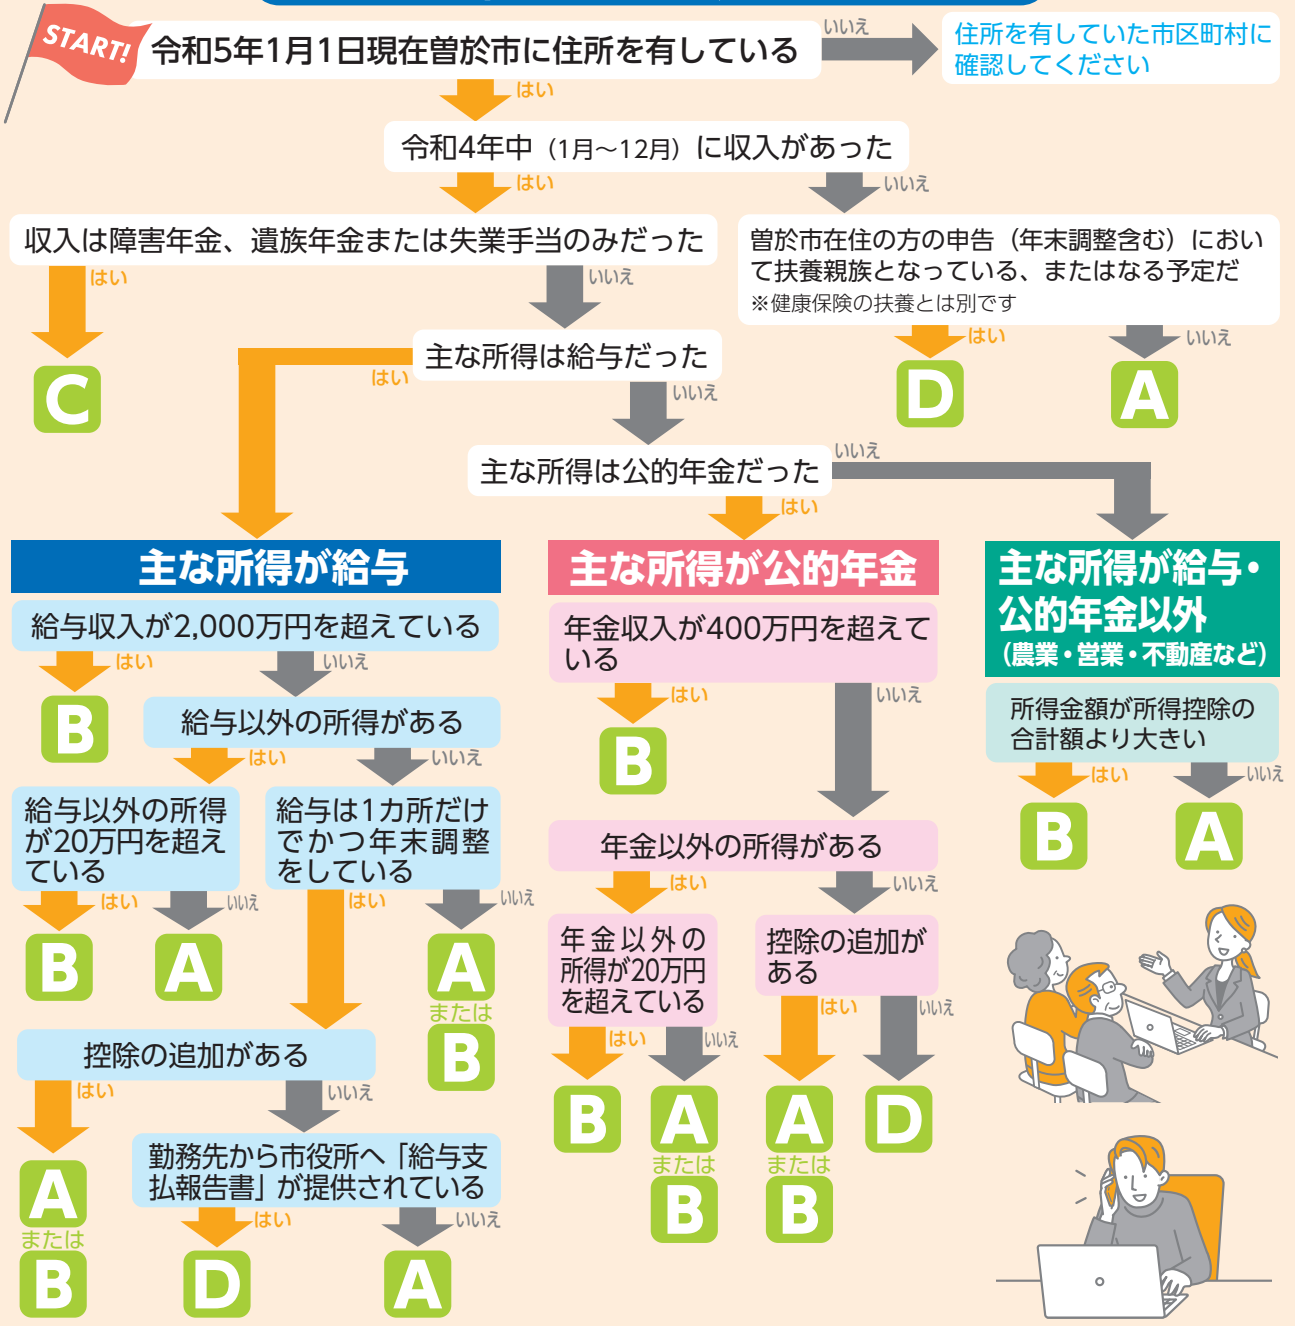 START!
令和5年1月1日現在曽於市に住所を有している
いいえ
住所を有していた市区町村に
確認してください
はい
令和4年中（1月〜12月）に収入があった
はい
いいえ
収入は障害年金、遺族年金または失業手当のみだった
はい
いいえ
曽於市在住の方の申告（年末調整含む）におい
て扶養親族となっている、またはなる予定だ
※健康保険の扶養とは別です
はい
いいえ
C
D
A
主な所得は給与だった
はい
いいえ
主な所得は公的年金だった
いいえ
はい
主な所得が給与
給与収入が2,000万円を超えている
はい
いいえ
B
給与以外の所得がある
はい
いいえ
給与以外の所得
が20万円を超え
ている
はい
いいえ
B
A
給与は1カ所だけ
でかつ年末調整
をしている
はい
いいえ
A
または
B
控除の追加がある
はい
いいえ
A
または
B
勤務先から市役所へ「給与支
払報告書」が提供されている
はい
いいえ
D
A
主な所得が公的年金
年金収入が400万円を超えて
いる
はい
いいえ
B
年金以外の所得がある
はい
いいえ
年金以外の
所得が20万円
を超えている
はい
いいえ
B
A
または
B
控除の追加が
ある
はい
いいえ
A
または
B
D
主な所得が給与・
公的年金以外
（農業・営業・不動産など）
所得金額が所得控除の
合計額より大きい
はい
いいえ
B
A